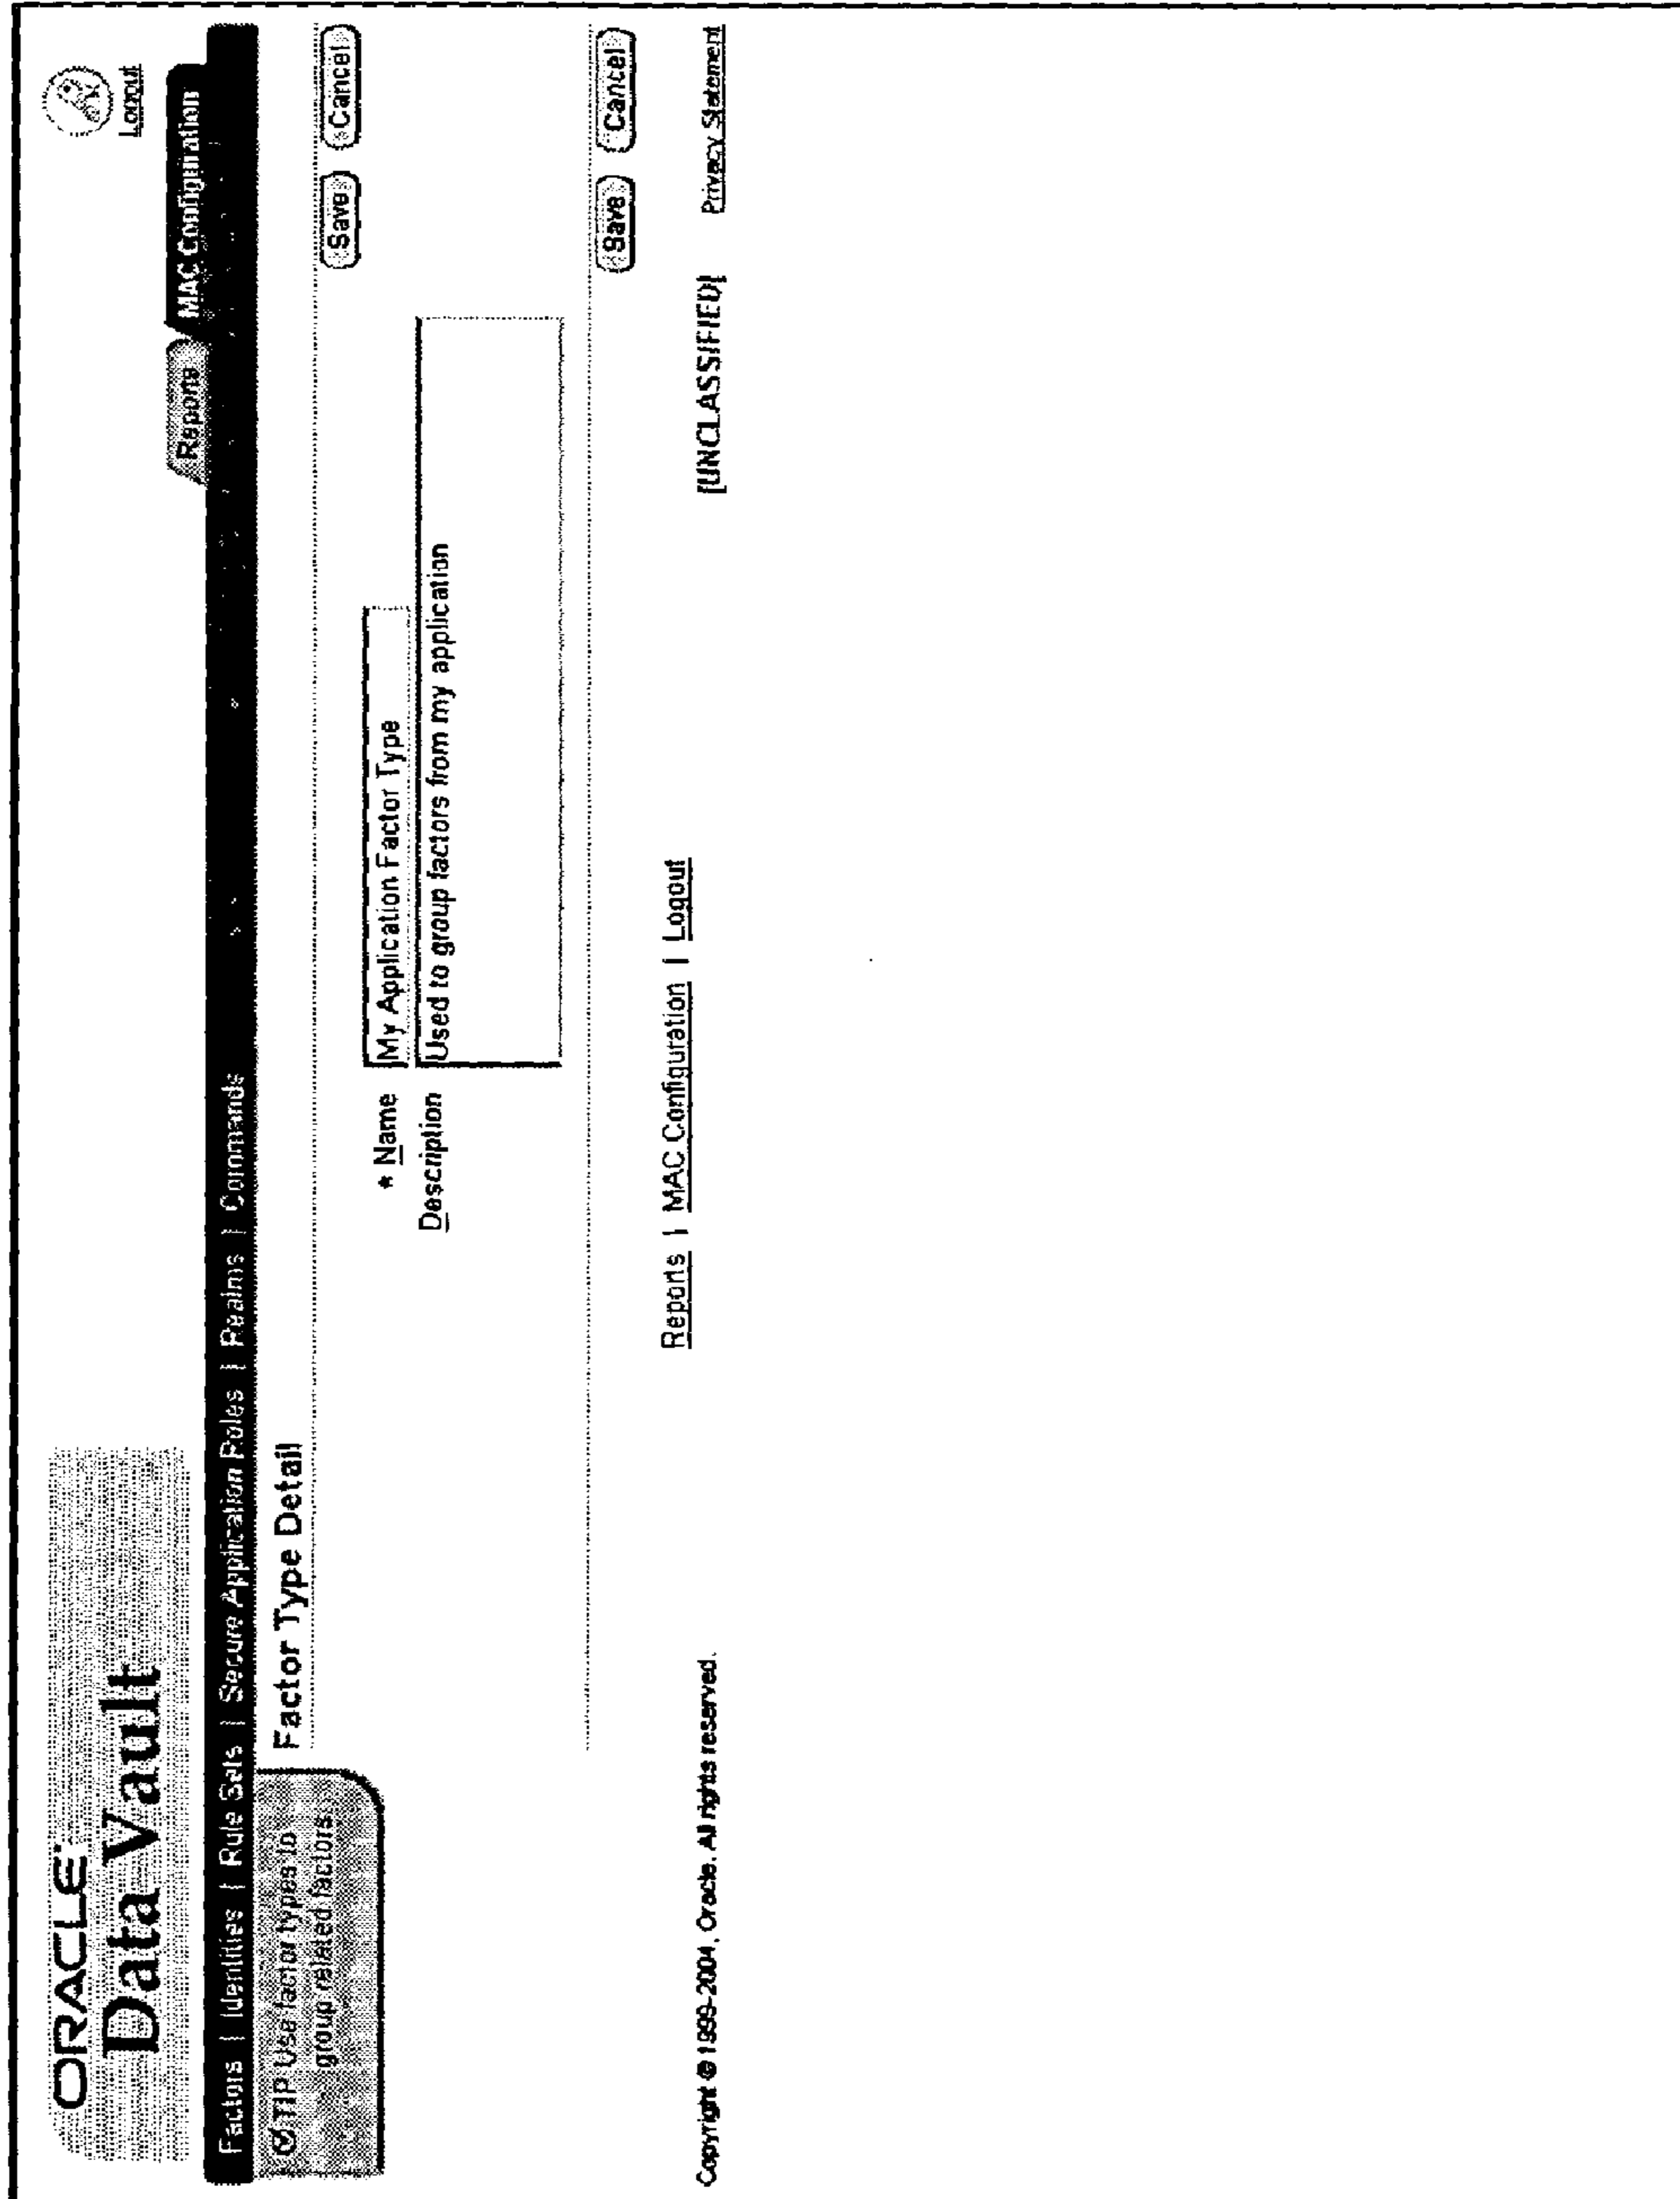 ORACLE
Data Vault
Logout
Reports
MAC Configuration
Factors | Identities | Rule Sets | Secure Application Roles | Realms | Commands
TIP Use factor types to
group related factors.
Factor Type Detail
Save Cancel
* Name My Application Factor Type
Description Used to group factors from my application
Save Cancel
Reports | MAC Configuration | Logout
Copyright © 1999-2004, Oracle. All rights reserved.
[UNCLASSIFIED]
Privacy Statement